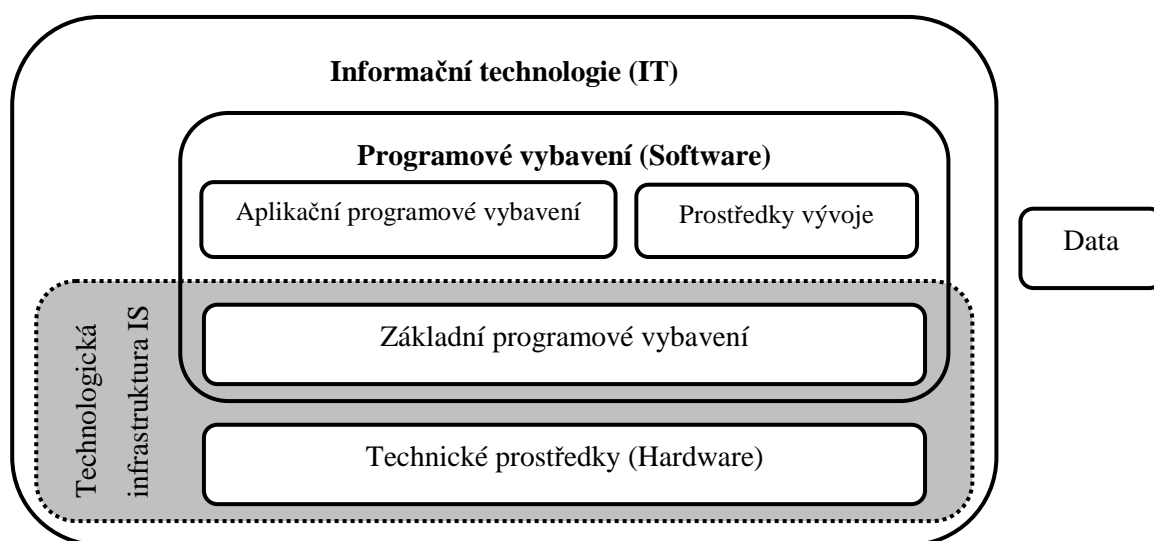 Informační technologie (IT)
Programové vybavení (Software)
Aplikační programové vybavení
Prostředky vývoje
Data
Technologická
infrastruktura IS
Základní programové vybavení
Technické prostředky (Hardware)